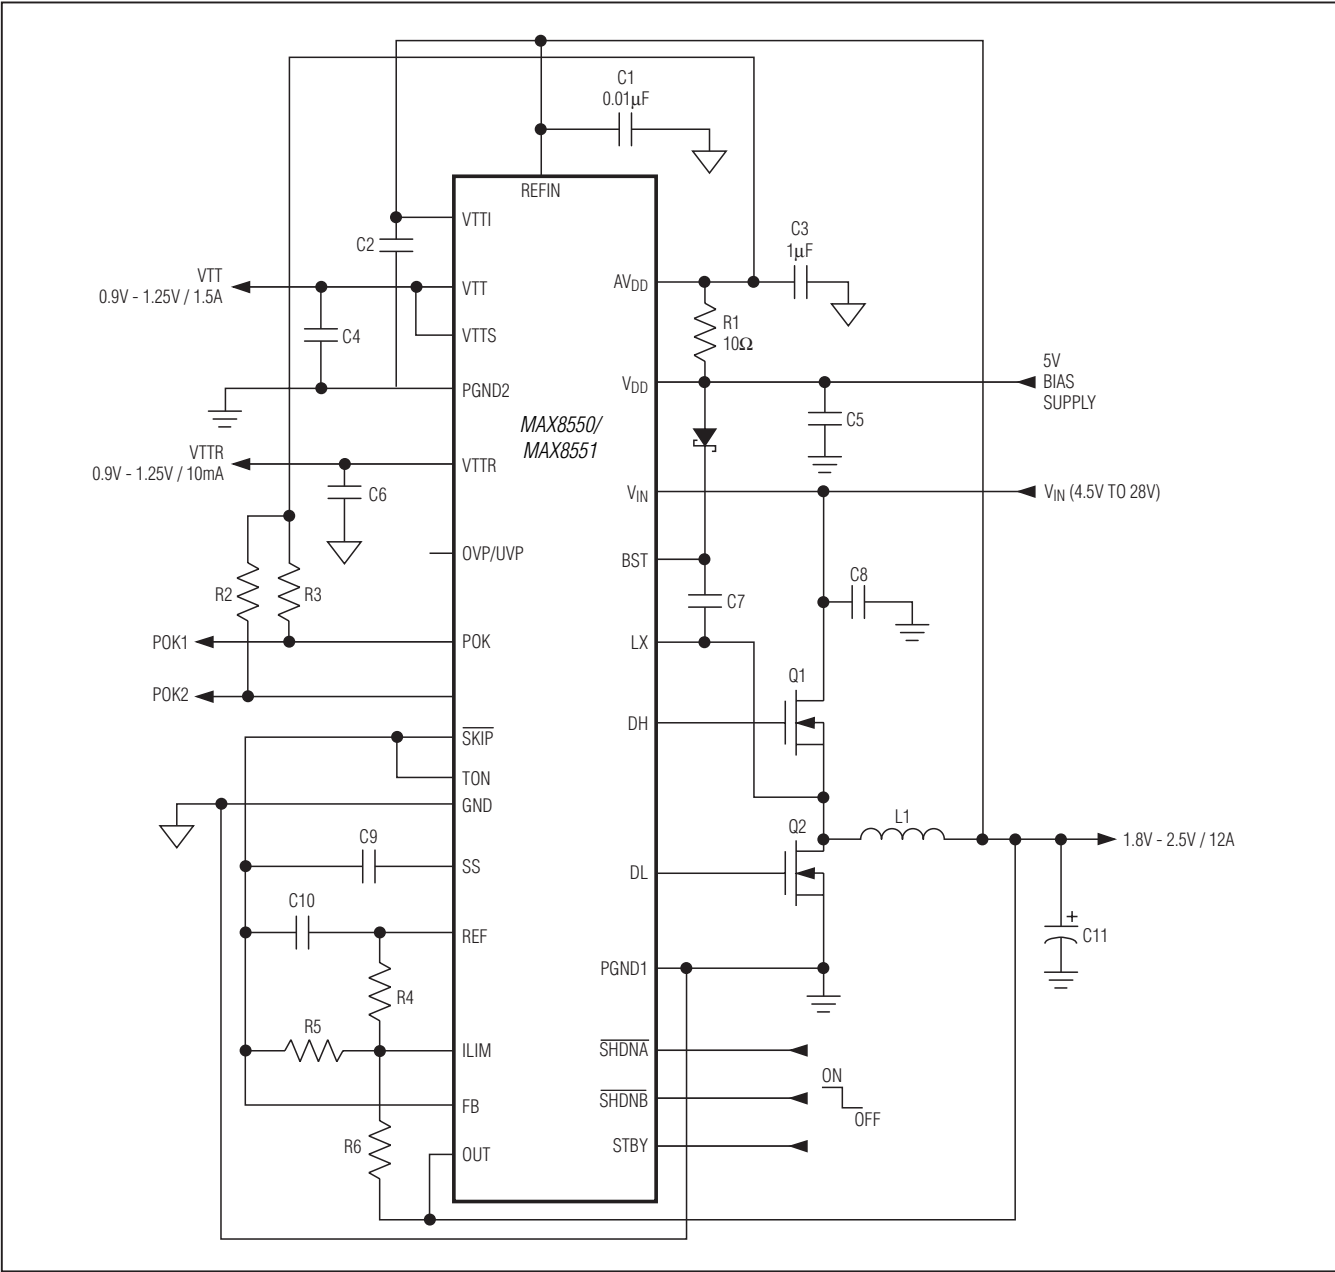 C1
0.01μF
REFIN
VTTI
C2
C3
1μF
VTT
0.9V - 1.25V / 1.5A
VTT
AVDD
R1
10Ω
C4
VTTS
5V
BIAS
SUPPLY
VDD
PGND2
C5
MAX8550/
MAX8551
VTTR
0.9V - 1.25V / 10mA
VTTR
C6
VIN
VIN (4.5V TO 28V)
OVP/UVP
BST
C8
R2
R3
C7
POK1
POK
LX
Q1
POK2
DH
SKIP
TON
GND
L1
Q2
1.8V - 2.5V / 12A
C9
SS
DL
C10
REF
+
C11
PGND1
R4
R5
ILIM
SHDNA
ON
SHDNB
OFF
FB
R6
OUT
STBY